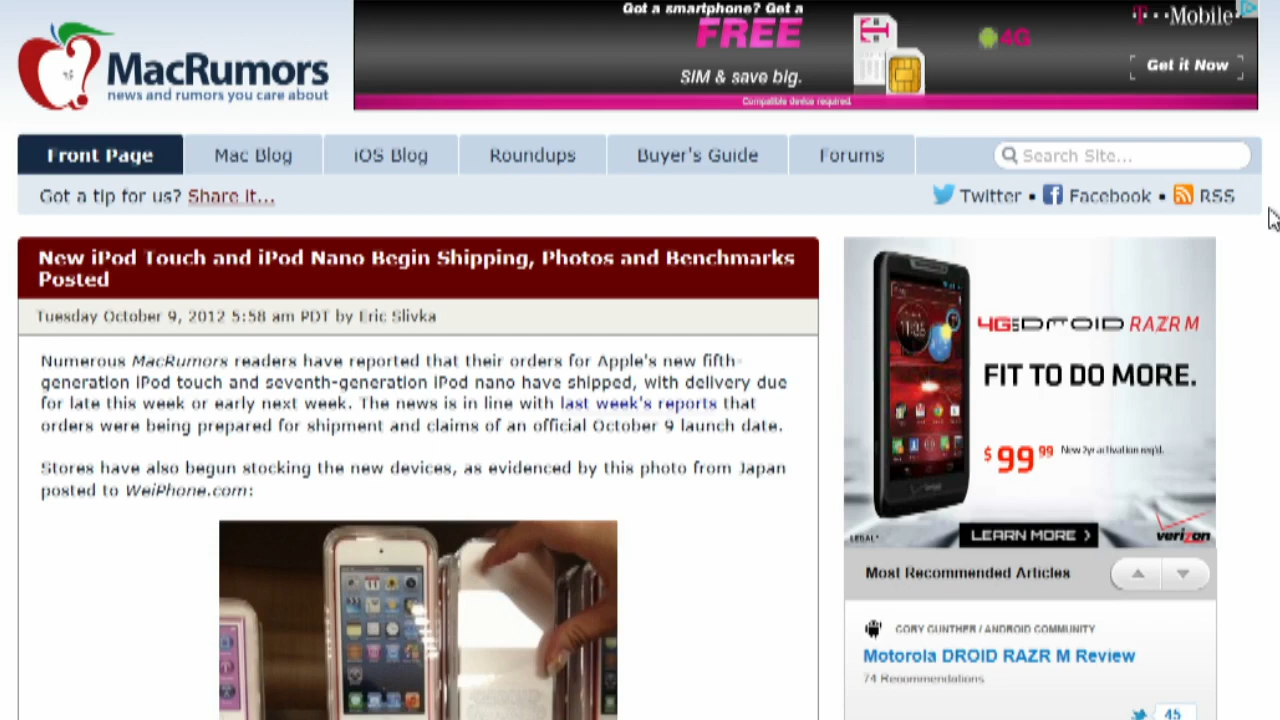 Got a smartphone? Get a
FREE
SIM & save big.
4G
T··Mobile
Get it Now
Compatible device required.
MacRumors
news and rumors you care about
Front Page
Mac Blog
iOS Blog
Roundups
Buyer's Guide
Forums
Search Site...
Got a tip for us? Share it...
Twitter • Facebook • RSS
New iPod Touch and iPod Nano Begin Shipping, Photos and Benchmarks
Posted
Tuesday October 9, 2012 5:58 am PDT by Eric Slivka
Numerous MacRumors readers have reported that their orders for Apple's new fifth-
generation iPod touch and seventh-generation iPod nano have shipped, with delivery due
for late this week or early next week. The news is in line with last week's reports that
orders were being prepared for shipment and claims of an official October 9 launch date.
Stores have also begun stocking the new devices, as evidenced by this photo from Japan
posted to WeiPhone.com:
4G LTE DROID RAZR M
FIT TO DO MORE.
$99.99 New 2yr activation req'd.
LEGAL*
LEARN MORE >
verizon
Most Recommended Articles
CORY GUNTHER / ANDROID COMMUNITY
Motorola DROID RAZR M Review
74 Recommendations
45